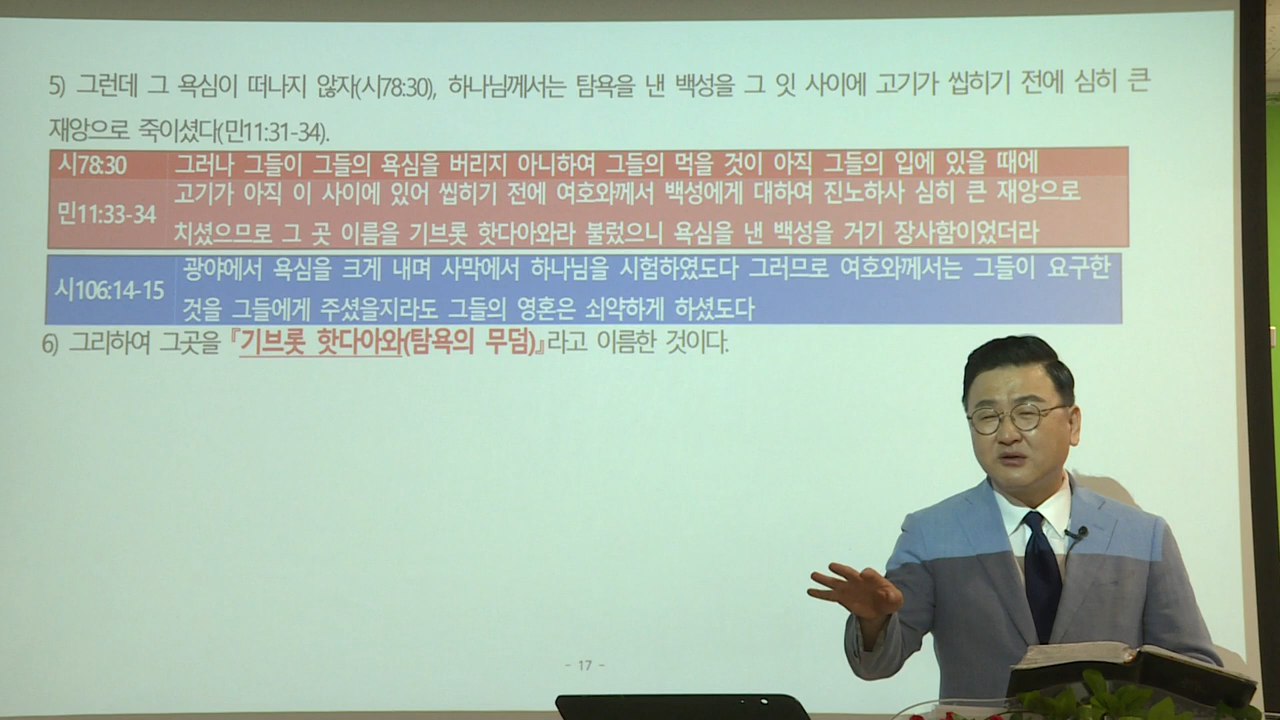 5) 그런데 그 욕심이 떠나지 않자(시78:30), 하나님께서는 탐욕을 낸 백성을 그 잇 사이에 고기가 씹히기 전에 심히 큰
재앙으로 죽이셨다(민11:31-34).
시78:30 그러나 그들이 그들의 욕심을 버리지 아니하여 그들의 먹을 것이 아직 그들의 입에 있을 때에
민11:33-34 고기가 아직 이 사이에 있어 씹히기 전에 여호와께서 백성에게 대하여 진노하사 심히 큰 재앙으로
치셨으므로 그 곳 이름을 기브롯 핫다아와라 불렀으니 욕심을 낸 백성을 거기 장사함이었더라
시106:14-15 광야에서 욕심을 크게 내며 사막에서 하나님을 시험하였도다 그러므로 여호와께서는 그들이 요구한
것을 그들에게 주셨을지라도 그들의 영혼은 쇠약하게 하셨도다
6) 그리하여 그곳을 『기브롯 핫다아와(탐욕의 무덤)』라고 이름한 것이다.
- 17 -